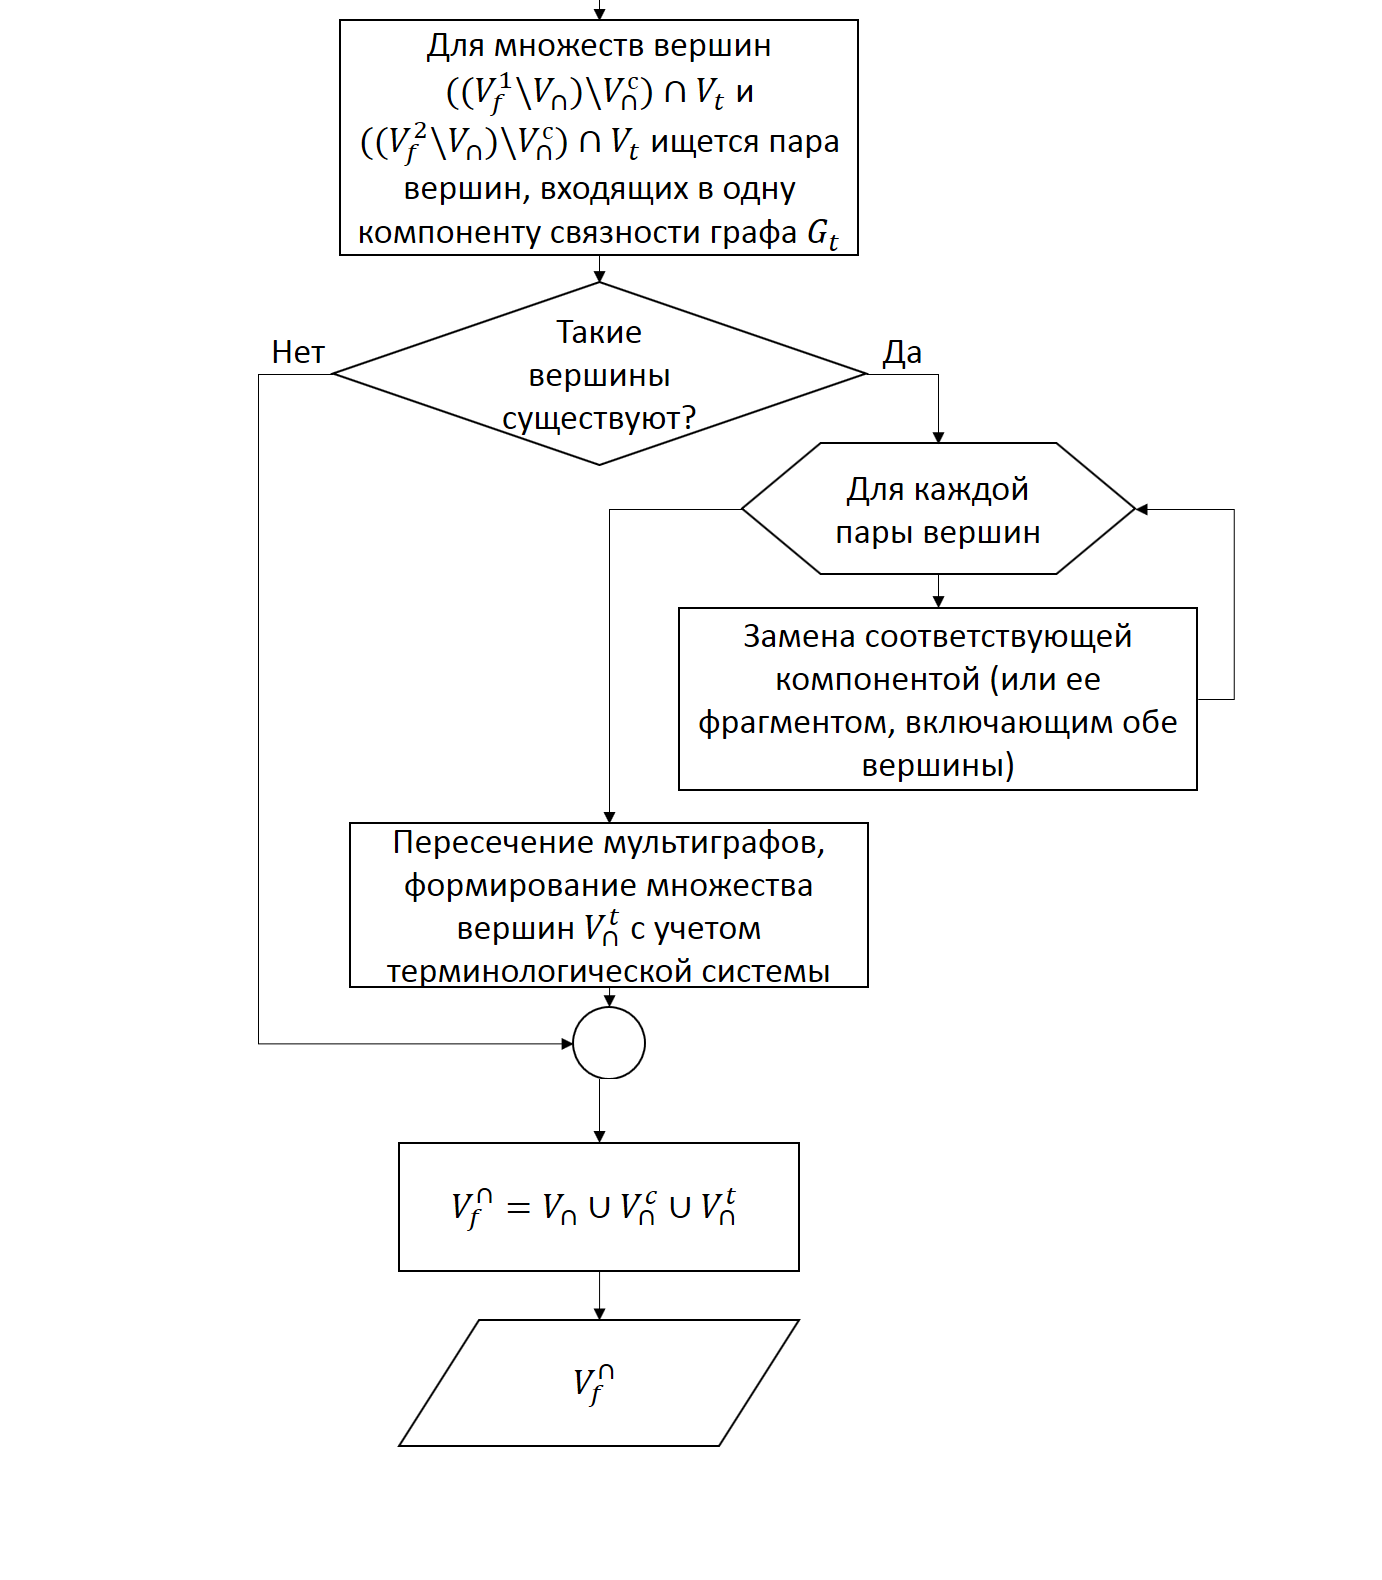 Для множеств вершин
((V_f^1\V_∩)\V_∩^c) ∩ V_t и
((V_f^2\V_∩)\V_∩^c) ∩ V_t ищется пара
вершин, входящих в одну
компоненту связности графа G_t
Такие
вершины
существуют?
Нет
Да
Для каждой
пары вершин
Замена соответствующей
компонентой (или ее
фрагментом, включающим обе
вершины)
Пересечение мультиграфов,
формирование множества
вершин V_∩^t с учетом
терминологической системы
V_f^∩ = V_∩ ∪ V_∩^c ∪ V_∩^t
V_f^∩